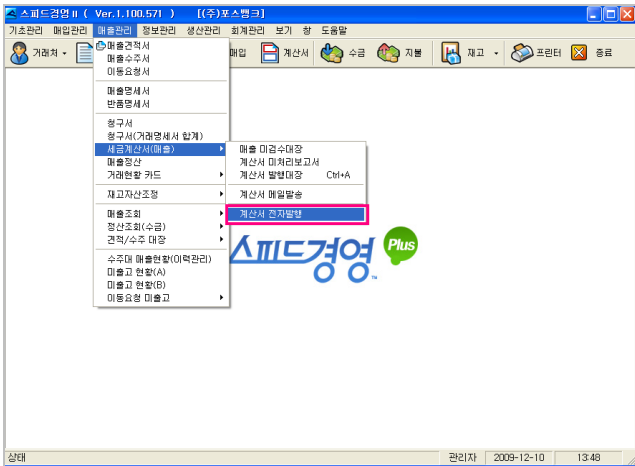 스피드경영 II ( Ver.1.100.571 ) [(주)포스뱅크]
기초관리 매입관리 매출관리 정보관리 생산관리 회계관리 보기 창 도움말
거래처 매입 계산서 수금 지불 재고 프린터 종료
매출견적서
매출수주서
이동요청서
매출명세서
반품명세서
청구서
청구서(거래명세서 합계)
세금계산서(매출)
매출정산
거래현황 카드
재고자산조정
매출조회
정산조회(수금)
견적/수주 대장
수주대 매출현황(이력관리)
미출고 현황(A)
미출고 현황(B)
이동요청 미출고
매출 미검수대장
계산서 미처리보고서
계산서 발행대장 Ctrl+A
계산서 메일발송
계산서 전자발행
스피드경영 Plus
TM
상태 관리자 2009-12-10 13:48